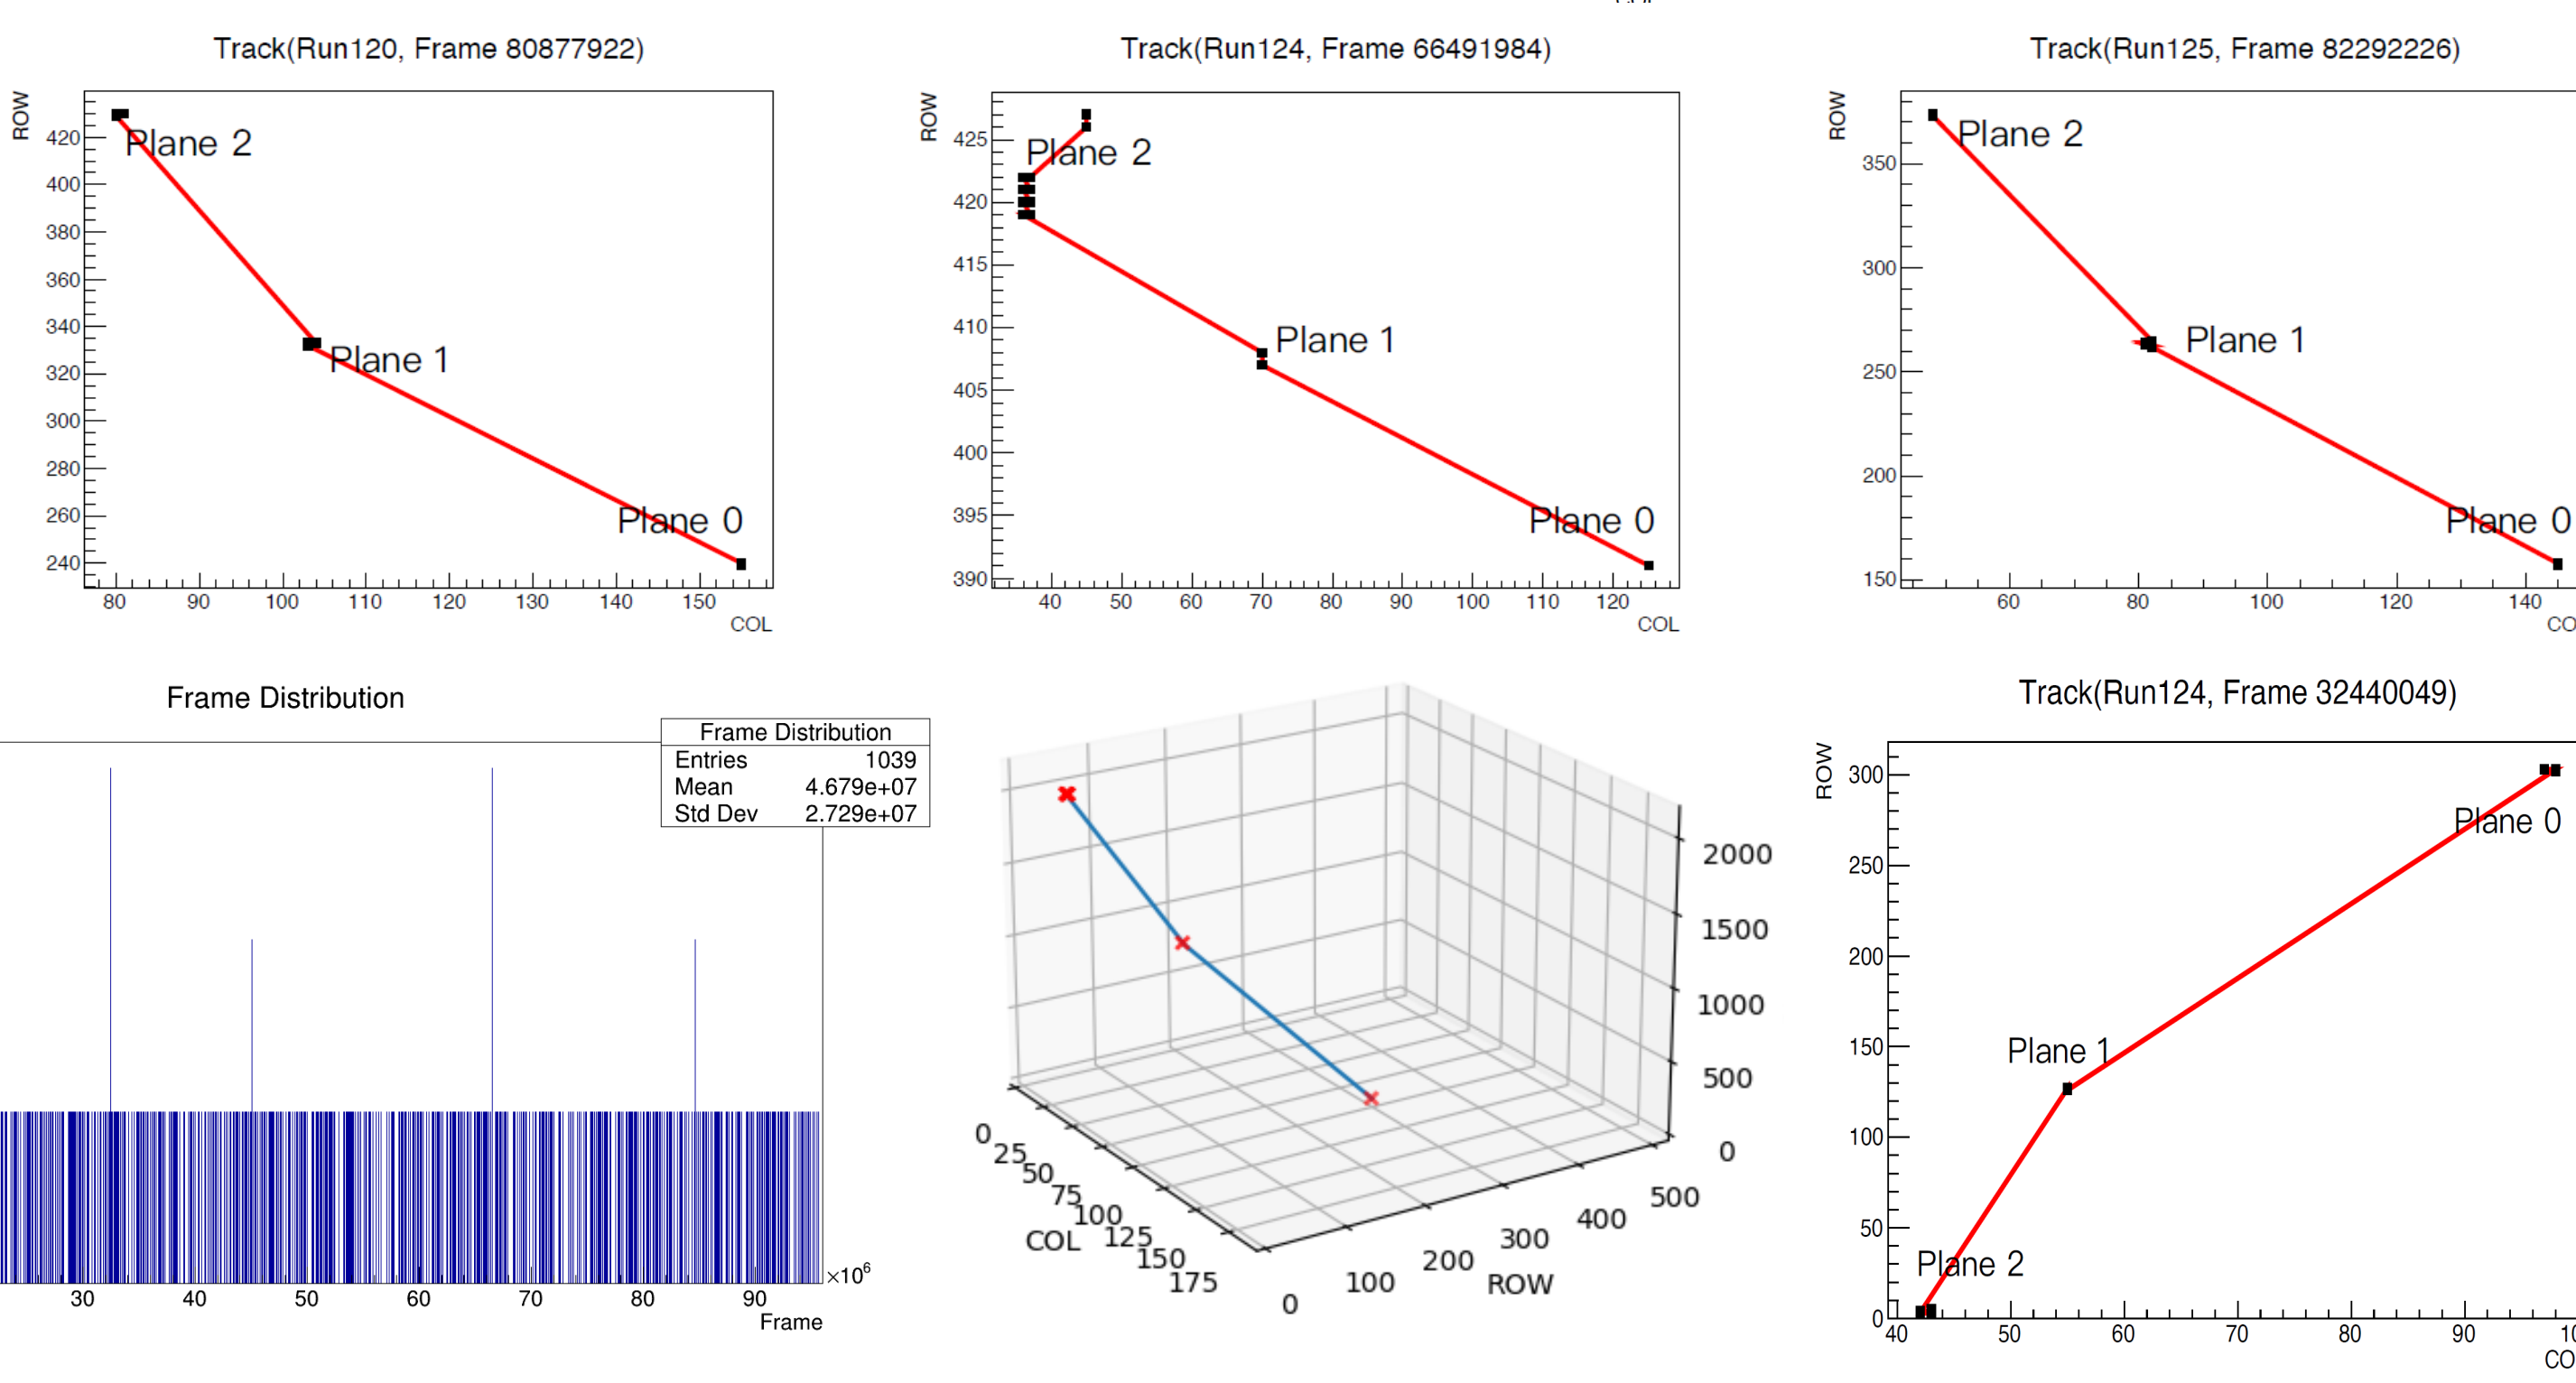 Track(Run120, Frame 80877922)
ROW
420
400
380
360
340
320
300
280
260
240
Plane 2
Plane 1
Plane 0
80 90 100 110 120 130 140 150
COL
Track(Run124, Frame 66491984)
ROW
425
420
415
410
405
400
395
390
Plane 2
Plane 1
Plane 0
40 50 60 70 80 90 100 110 120
COL
Track(Run125, Frame 82292226)
ROW
350
300
250
200
150
Plane 2
Plane 1
Plane 0
60 80 100 120 140
CO
Frame Distribution
Frame Distribution
Entries 1039
Mean 4.679e+07
Std Dev 2.729e+07
30 40 50 60 70 80 90
×10⁶
Frame
2000
1500
1000
500
0
0
25
50
75
100
125
150
175
COL
0
100
200
300
400
500
ROW
Track(Run124, Frame 32440049)
ROW
300
250
200
150
100
50
0
Plane 0
Plane 1
Plane 2
40 50 60 70 80 90 10
CO